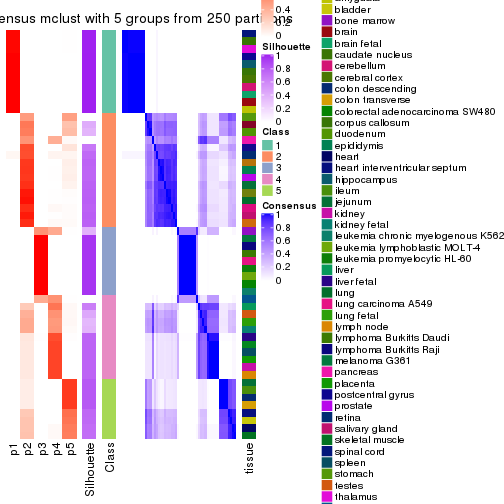 ensus mclust with 5 groups from 250 partitions
0.4
0.2
0
Silhouette
1
0.8
0.6
0.4
0.2
0
Class
1
2
3
4
5
Consensus
1
0.8
0.6
0.4
0.2
0
bladder
bone marrow
brain
brain fetal
caudate nucleus
cerebellum
cerebral cortex
colon descending
colon transverse
colorectal adenocarcinoma SW480
corpus callosum
duodenum
epididymis
heart
heart interventricular septum
hippocampus
ileum
jejunum
kidney
kidney fetal
leukemia chronic myelogenous K562
leukemia lymphoblastic MOLT-4
leukemia promyelocytic HL-60
liver
liver fetal
lung
lung carcinoma A549
lung fetal
lymph node
lymphoma Burkitts Daudi
lymphoma Burkitts Raji
melanoma G361
pancreas
placenta
postcentral gyrus
prostate
retina
salivary gland
skeletal muscle
spinal cord
spleen
stomach
testes
thalamus
p1
p2
p3
p4
p5
Silhouette
Class
tissue